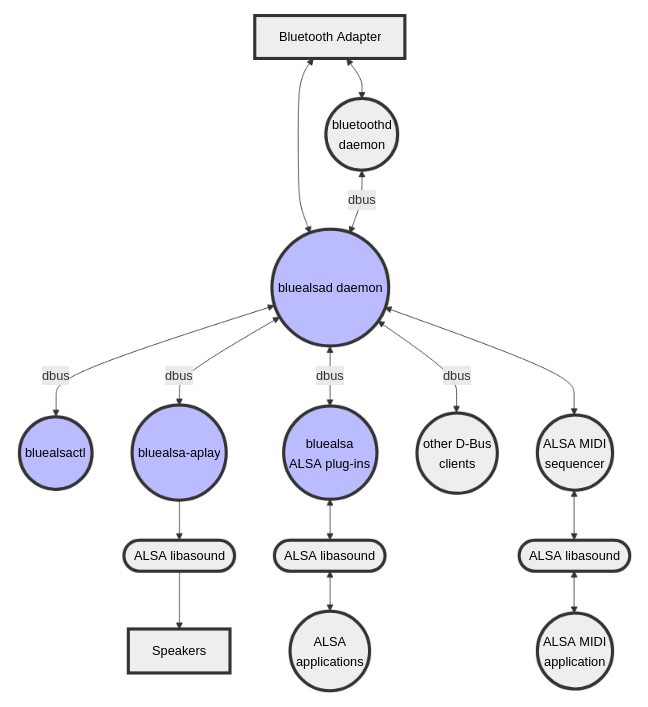 Bluetooth Adapter
bluetoothd
daemon
dbus
bluealsad daemon
dbus
dbus
dbus
dbus
bluealsactl
bluealsa-aplay
bluealsa
ALSA plug-ins
other D-Bus
clients
ALSA MIDI
sequencer
ALSA libasound
ALSA libasound
ALSA libasound
Speakers
ALSA
applications
ALSA MIDI
application